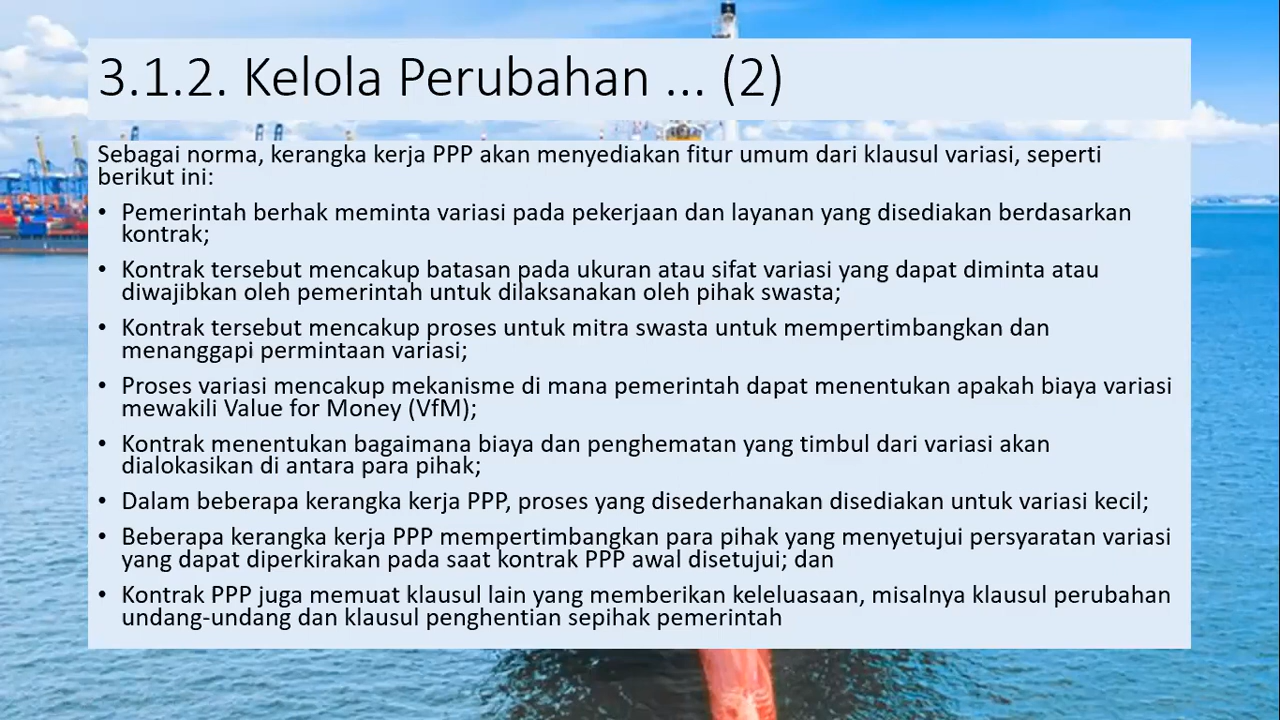 3.1.2. Kelola Perubahan ... (2)
Sebagai norma, kerangka kerja PPP akan menyediakan fitur umum dari klausul variasi, seperti
berikut ini:
• Pemerintah berhak meminta variasi pada pekerjaan dan layanan yang disediakan berdasarkan
kontrak;
• Kontrak tersebut mencakup batasan pada ukuran atau sifat variasi yang dapat diminta atau
diwajibkan oleh pemerintah untuk dilaksanakan oleh pihak swasta;
• Kontrak tersebut mencakup proses untuk mitra swasta untuk mempertimbangkan dan
menanggapi permintaan variasi;
• Proses variasi mencakup mekanisme di mana pemerintah dapat menentukan apakah biaya variasi
mewakili Value for Money (VfM);
• Kontrak menentukan bagaimana biaya dan penghematan yang timbul dari variasi akan
dialokasikan di antara para pihak;
• Dalam beberapa kerangka kerja PPP, proses yang disederhanakan disediakan untuk variasi kecil;
• Beberapa kerangka kerja PPP mempertimbangkan para pihak yang menyetujui persyaratan variasi
yang dapat diperkirakan pada saat kontrak PPP awal disetujui; dan
• Kontrak PPP juga memuat klausul lain yang memberikan keleluasaan, misalnya klausul perubahan
undang-undang dan klausul penghentian sepihak pemerintah